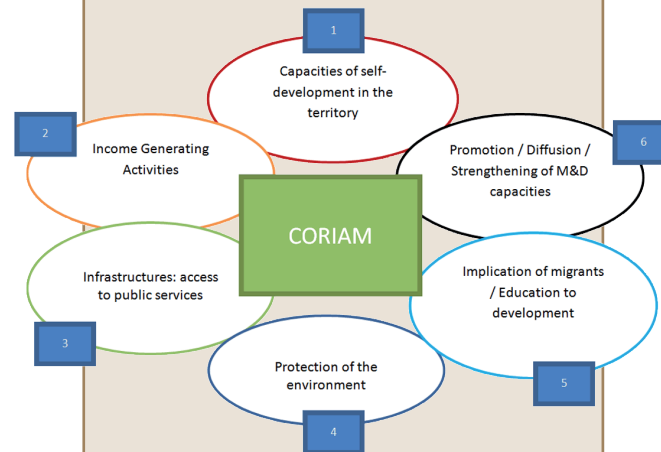 1
Capacities of self-
development in the
territory
2
Income Generating
Activities
6
Promotion / Diffusion /
Strengthening of M&D
capacities
CORIAM
Infrastructures: access
to public services
3
Implication of migrants
/ Education to
development
5
Protection of the
environment
4